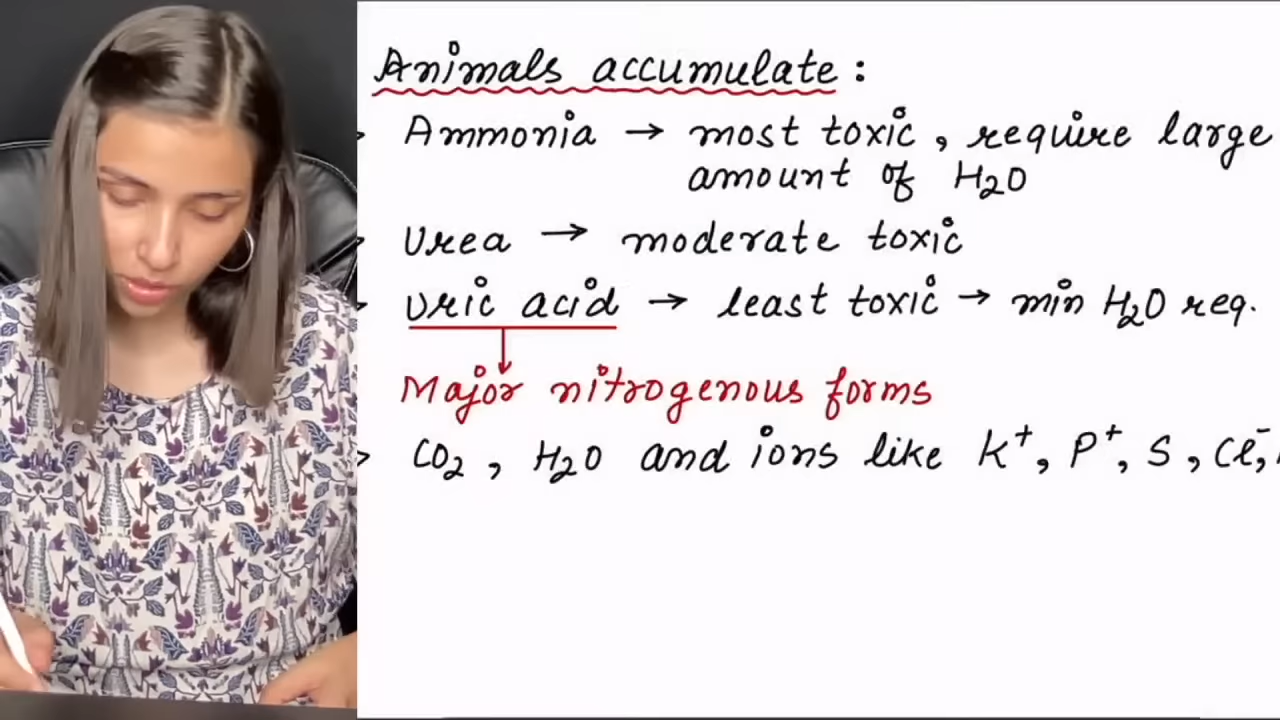 Animals accumulate :
Ammonia → most toxic, require large
amount of H2O
Urea → moderate toxic
Uric acid → least toxic → min H2O req.
Major nitrogenous forms
CO2, H2O and ions like K⁺, P⁺, S, Cl⁻,